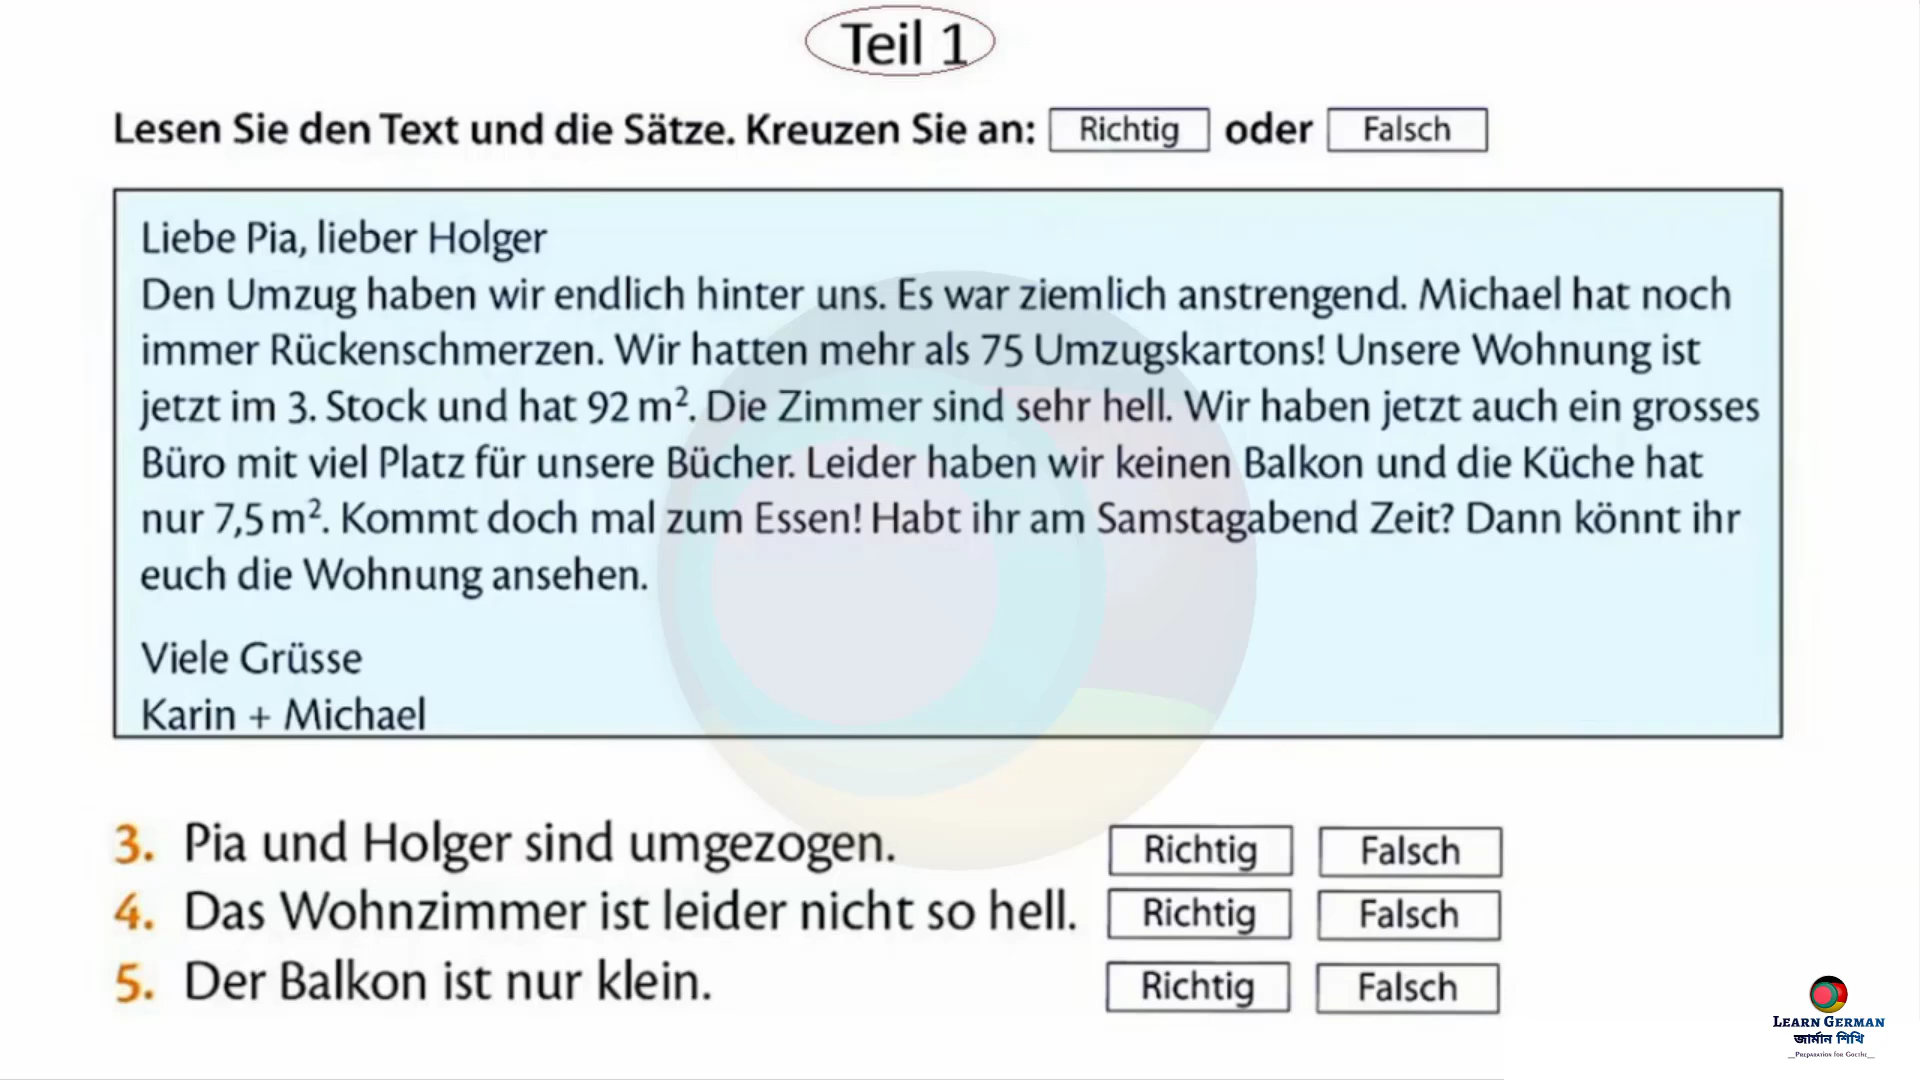 Teil 1
Lesen Sie den Text und die Sätze. Kreuzen Sie an: Richtig oder Falsch
Liebe Pia, lieber Holger
Den Umzug haben wir endlich hinter uns. Es war ziemlich anstrengend. Michael hat noch
immer Rückenschmerzen. Wir hatten mehr als 75 Umzugskartons! Unsere Wohnung ist
jetzt im 3. Stock und hat 92 m². Die Zimmer sind sehr hell. Wir haben jetzt auch ein grosses
Büro mit viel Platz für unsere Bücher. Leider haben wir keinen Balkon und die Küche hat
nur 7,5 m². Kommt doch mal zum Essen! Habt ihr am Samstagabend Zeit? Dann könnt ihr
euch die Wohnung ansehen.
Viele Grüsse
Karin + Michael
3. Pia und Holger sind umgezogen. Richtig Falsch
4. Das Wohnzimmer ist leider nicht so hell. Richtig Falsch
5. Der Balkon ist nur klein. Richtig Falsch
LEARN GERMAN
জার্মান শিখি
_Preparation for Goethe_